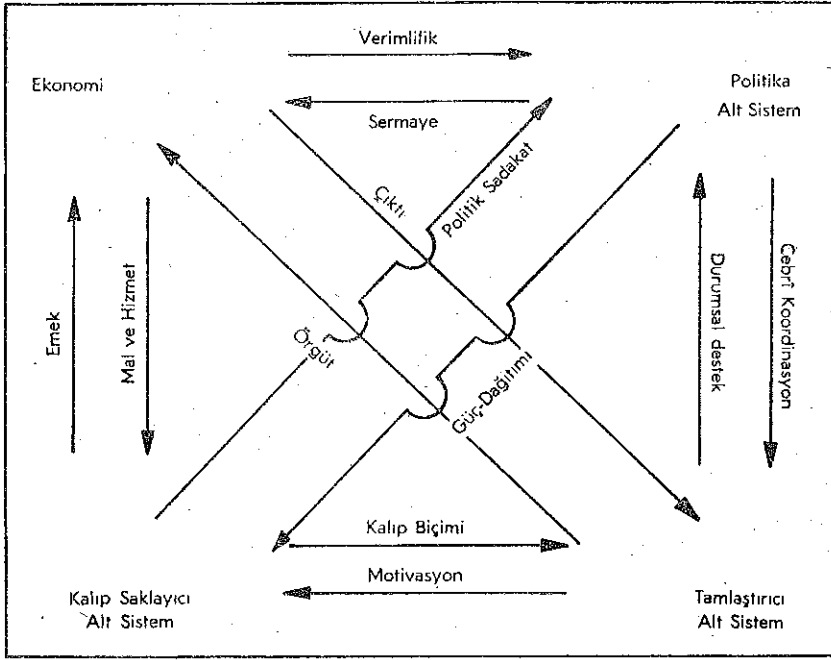 Verimlilik
Ekonomi
Politika
Alt Sistem
Sermaye
Çıktı
Politik Sadakat
Emek
Mal ve Hizmet
Durumsal destek
Cebrî Koordinasyon
Örgüt
Güç-Dağıtımı
Kalıp Biçimi
Motivasyon
Kalıp Saklayıcı
Alt Sistem
Tamlaştırıcı
Alt Sistem